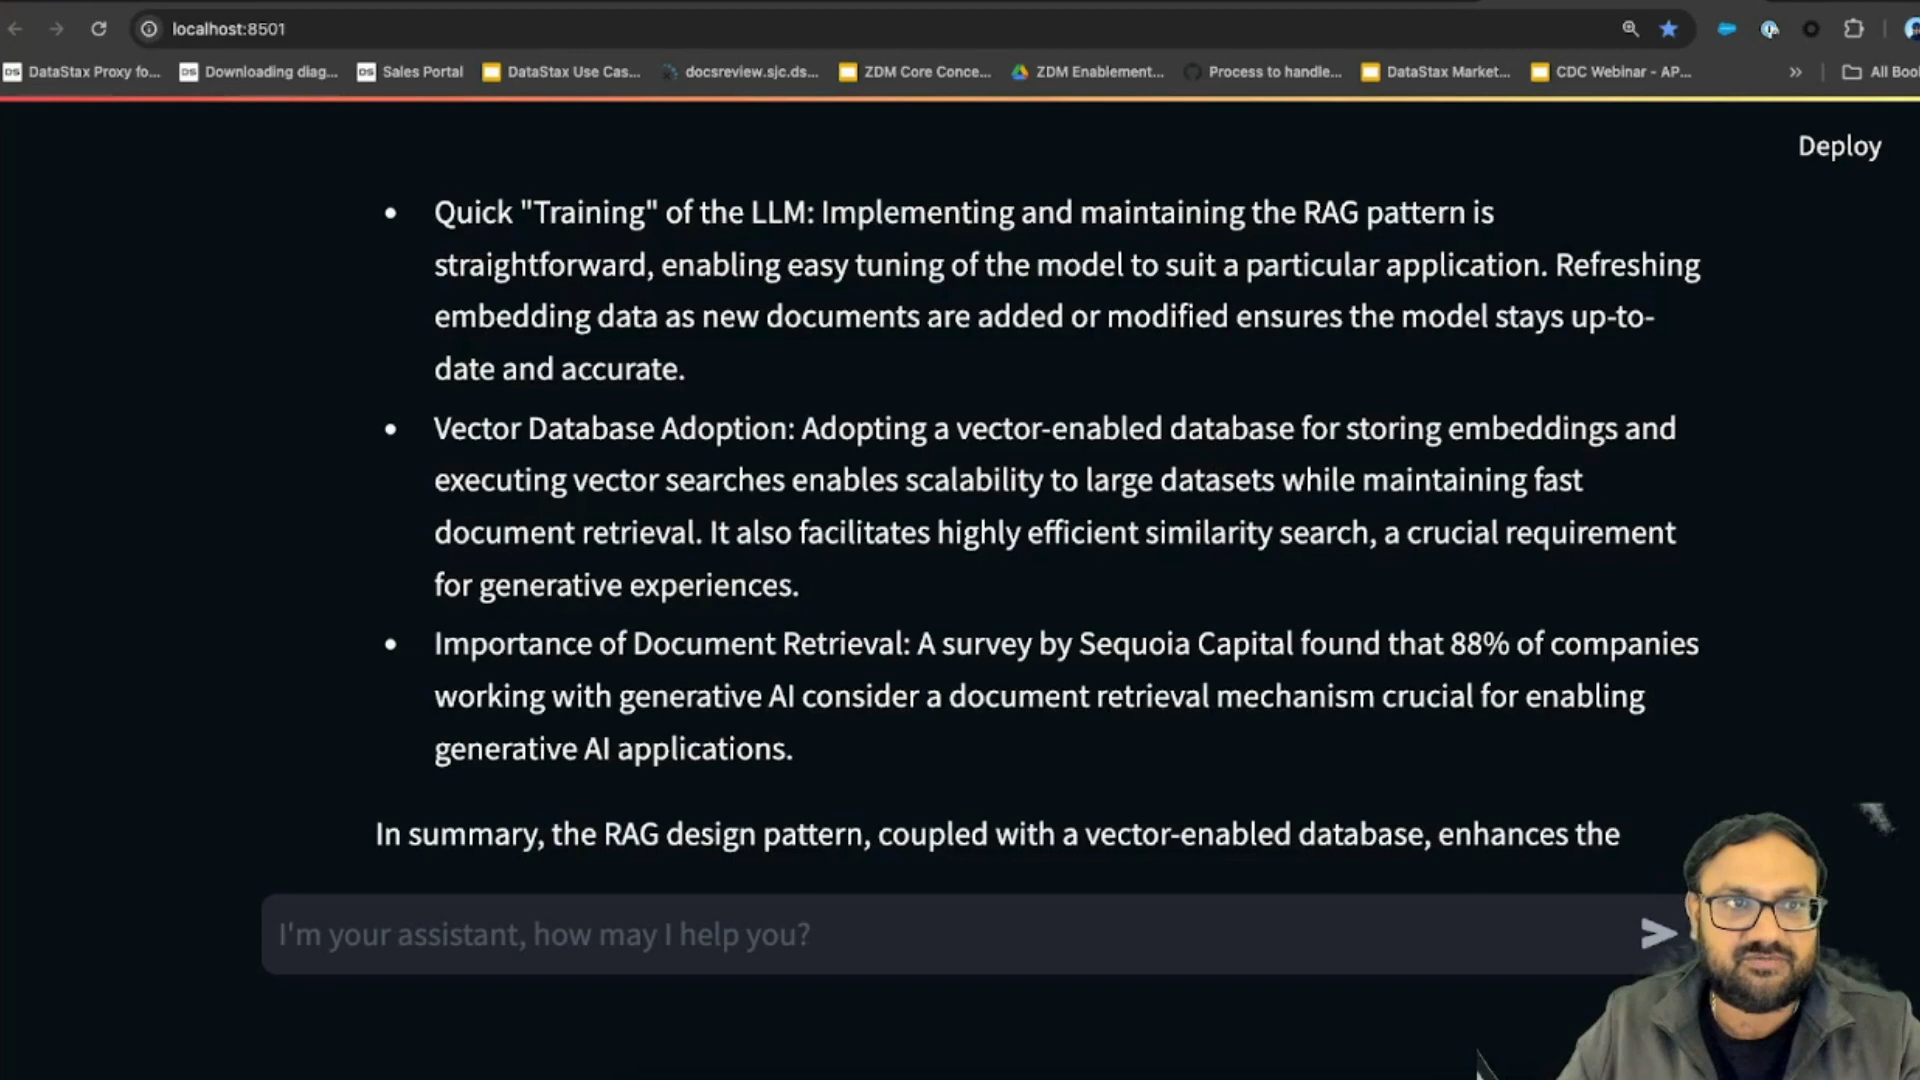 localhost:8501
DS DataStax Proxy fo... DS Downloading diag... DS Sales Portal DataStax Use Cas... docsreview.sjc.ds... ZDM Core Conce... ZDM Enablement... Process to handle... DataStax Market... CDC Webinar - AP... » All Boo
Deploy
• Quick "Training" of the LLM: Implementing and maintaining the RAG pattern is
straightforward, enabling easy tuning of the model to suit a particular application. Refreshing
embedding data as new documents are added or modified ensures the model stays up-to-
date and accurate.
• Vector Database Adoption: Adopting a vector-enabled database for storing embeddings and
executing vector searches enables scalability to large datasets while maintaining fast
document retrieval. It also facilitates highly efficient similarity search, a crucial requirement
for generative experiences.
• Importance of Document Retrieval: A survey by Sequoia Capital found that 88% of companies
working with generative AI consider a document retrieval mechanism crucial for enabling
generative AI applications.
In summary, the RAG design pattern, coupled with a vector-enabled database, enhances the
I'm your assistant, how may I help you?